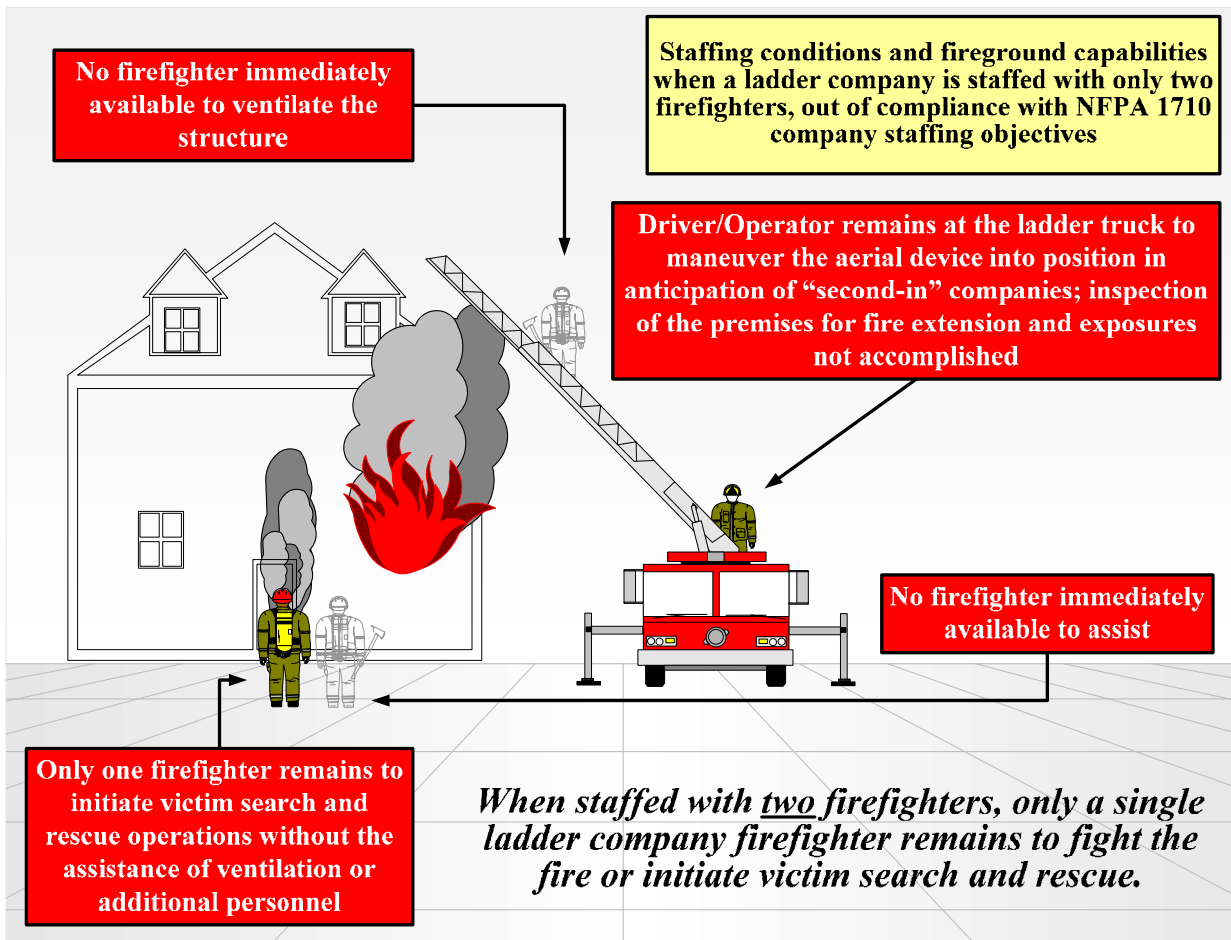 No firefighter immediately
available to ventilate the
structure
Staffing conditions and fireground capabilities
when a ladder company is staffed with only two
firefighters, out of compliance with NFPA 1710
company staffing objectives
Driver/Operator remains at the ladder truck to
maneuver the aerial device into position in
anticipation of “second-in” companies; inspection
of the premises for fire extension and exposures
not accomplished
No firefighter immediately
available to assist
Only one firefighter remains to
initiate victim search and
rescue operations without the
assistance of ventilation or
additional personnel
When staffed with two firefighters, only a single
ladder company firefighter remains to fight the
fire or initiate victim search and rescue.